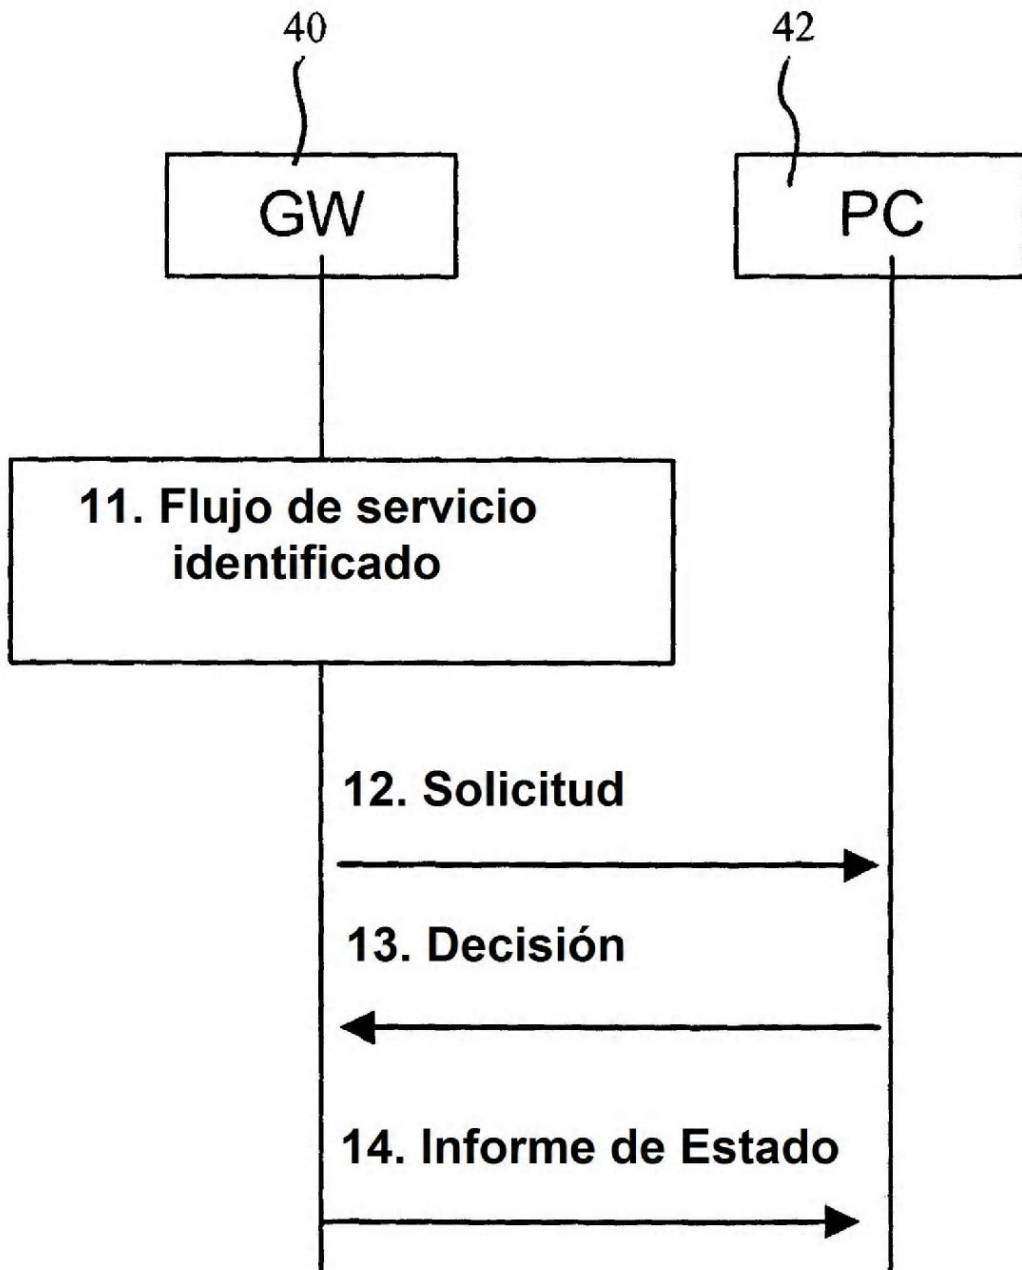 40
42
GW
PC
11. Flujo de servicio
identificado
12. Solicitud
13. Decisión
14. Informe de Estado